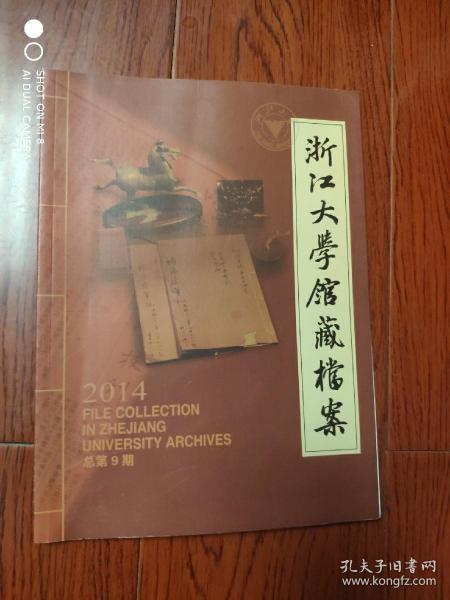 SHOT ON MI 8
AI DUAL CAMERA
浙江大學館藏檔案
2014
FILE COLLECTION
IN ZHEJIANG
UNIVERSITY ARCHIVES
总第 9 期
孔夫子旧书网
www.kongfz.com